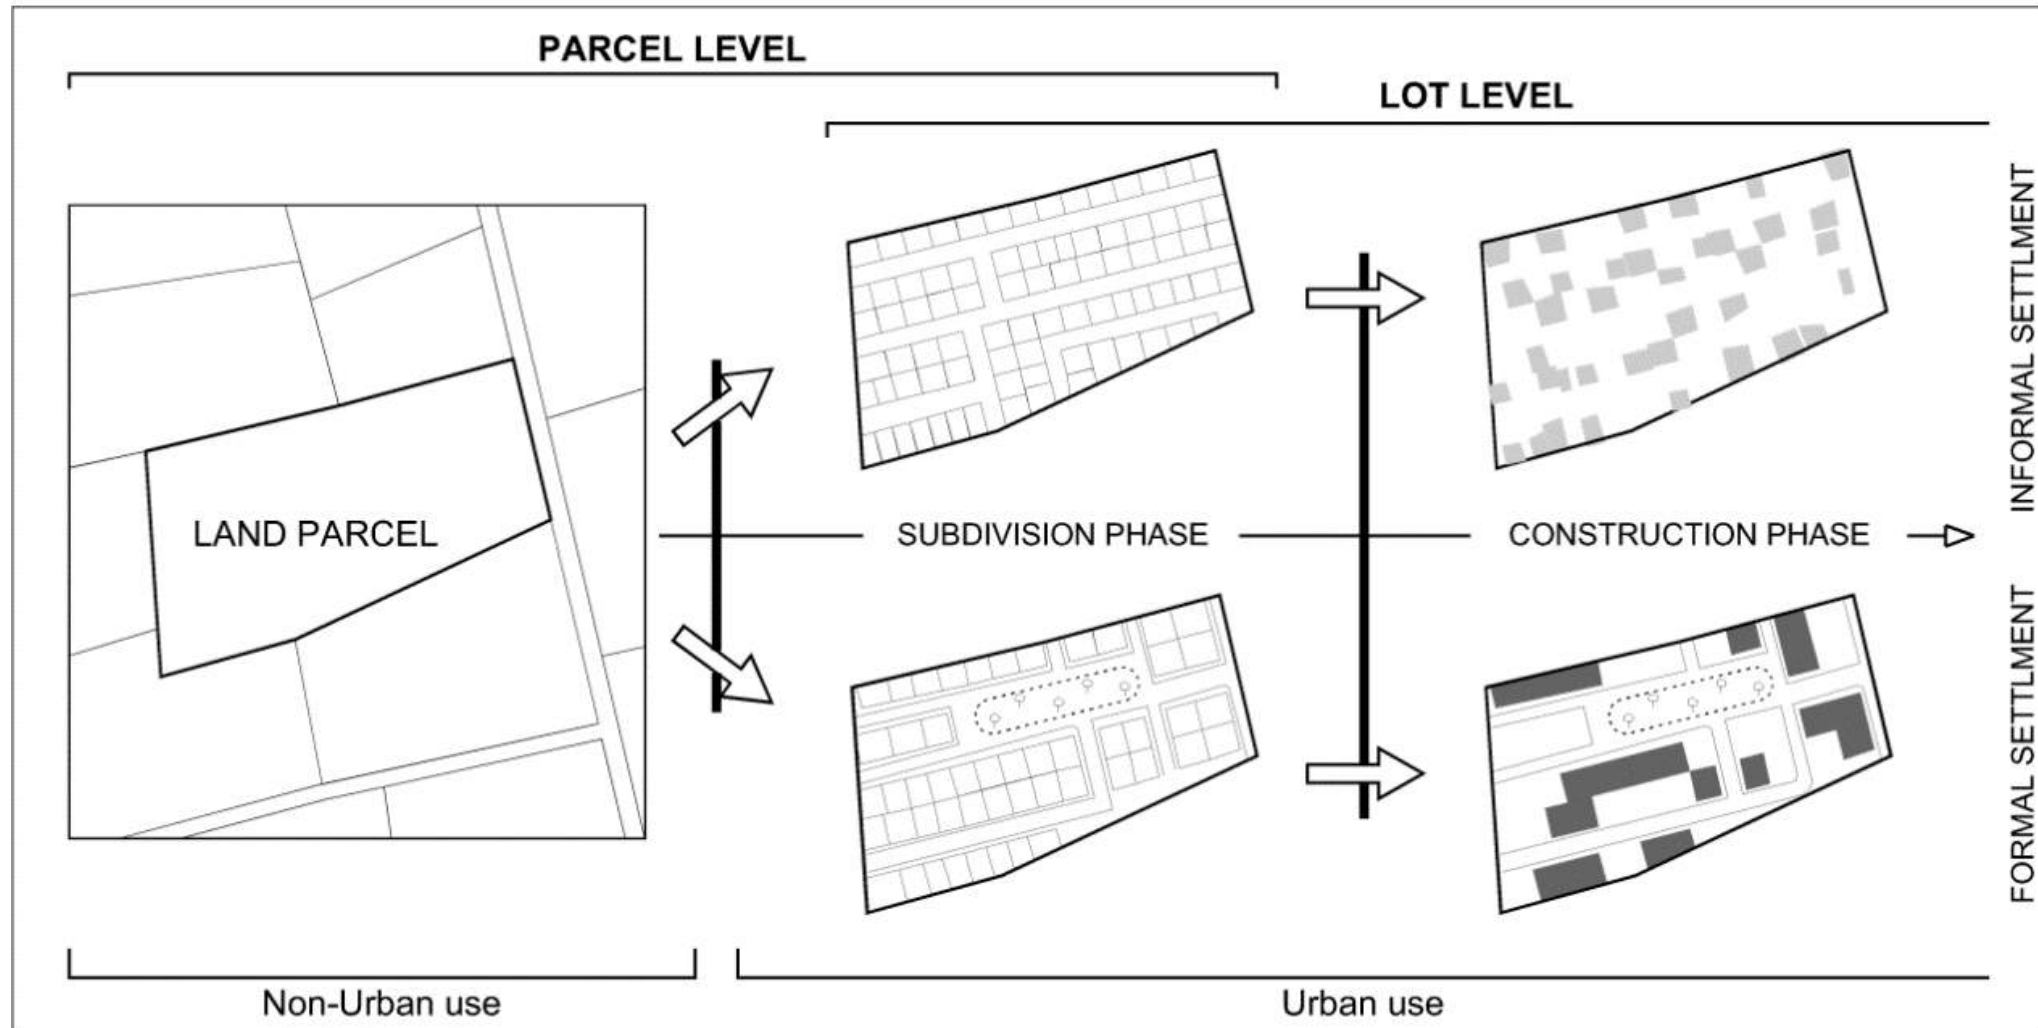 PARCEL LEVEL
LOT LEVEL
LAND PARCEL
SUBDIVISION PHASE
CONSTRUCTION PHASE
INFORMAL SETTLMENT
FORMAL SETTLMENT
Non-Urban use
Urban use